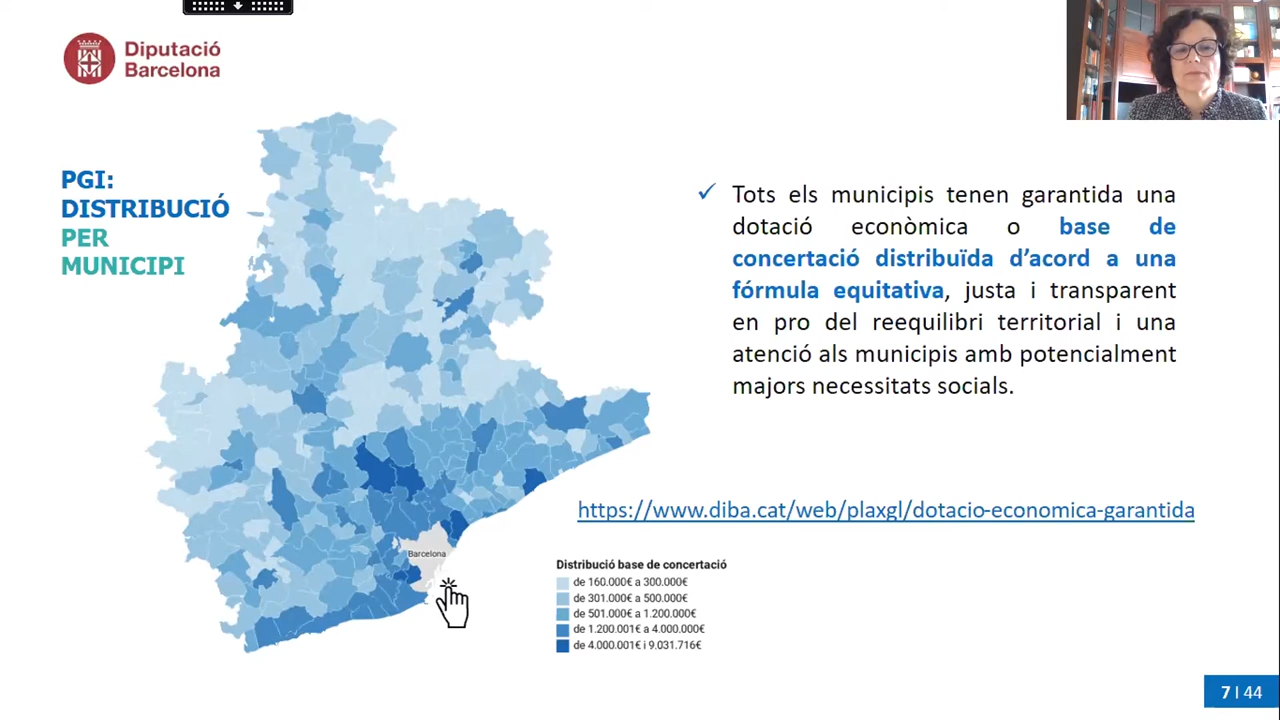 Diputació
Barcelona
PGI:
DISTRIBUCIÓ
PER
MUNICIPI
Tots els municipis tenen garantida una
dotació econòmica o base de
concertació distribuïda d’acord a una
fórmula equitativa, justa i transparent
en pro del reequilibri territorial i una
atenció als municipis amb potencialment
majors necessitats socials.
https://www.diba.cat/web/plaxgl/dotacio-economica-garantida
Barcelona
Distribució base de concertació
de 160.000€ a 300.000€
de 301.000€ a 500.000€
de 501.000€ a 1.200.000€
de 1.200.001€ a 4.000.000€
de 4.000.001€ i 9.031.716€
7 I 44